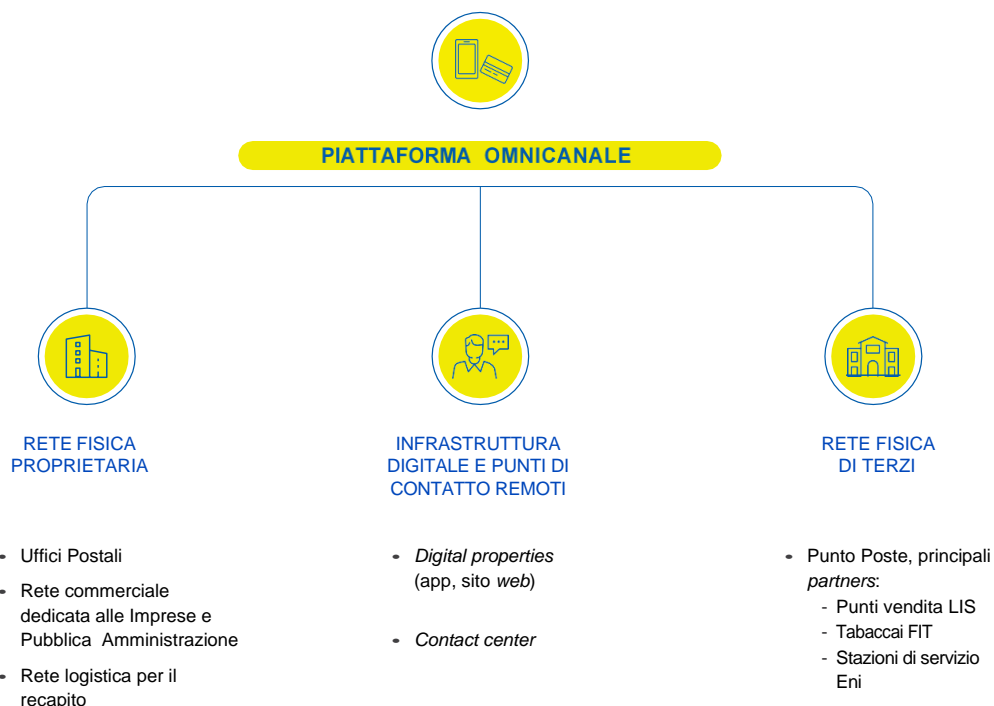 PIATTAFORMA OMNICANALE
RETE FISICA
PROPRIETARIA
• Uffici Postali
• Rete commerciale
dedicata alle Imprese e
Pubblica Amministrazione
• Rete logistica per il
recapito
INFRASTRUTTURA
DIGITALE E PUNTI DI
CONTATTO REMOTI
• Digital properties
(app, sito web)
• Contact center
RETE FISICA
DI TERZI
• Punto Poste, principali
partners:
- Punti vendita LIS
- Tabaccai FIT
- Stazioni di servizio
Eni